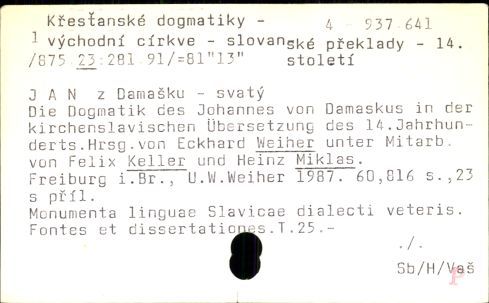 Křesťanské dogmatiky - 4 - 937 641
1 východní církve - slovanské překlady - 14.
/875 23:281.91/=81"13" století
J A N z Damašku - svatý
Die Dogmatik des Johannes von Damaskus in der
kirchenslavischen Übersetzung des 14.Jahrhun-
derts.Hrsg.von Eckhard Weiher unter Mitarb.
von Felix Keller und Heinz Miklas.
Freiburg i.Br., U.W.Weiher 1987. 60,816 s.,23
s příl.
Monumenta linguae Slavicae dialecti veteris.
Fontes et dissertationes.T.25.-
./.
Sb/H/Vaš
P